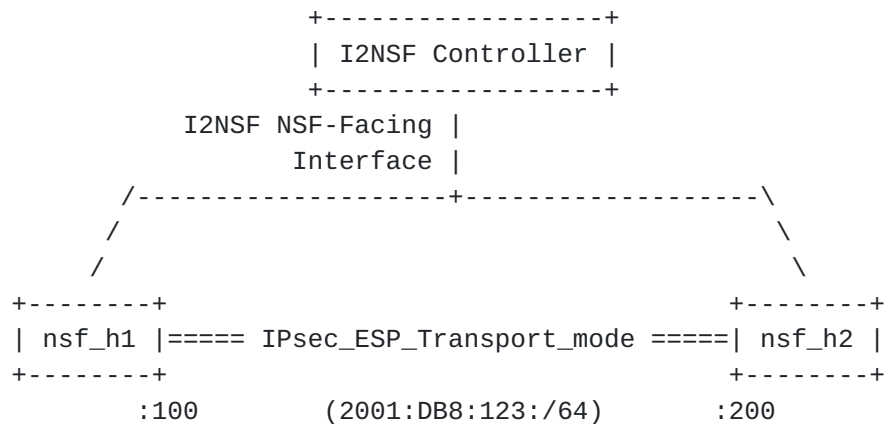 +------------------+
| I2NSF Controller |
+------------------+
I2NSF NSF-Facing |
Interface |
/--------------------+-------------------\
/ \
/ \
+--------+ +--------+
| nsf_h1 |===== IPsec_ESP_Transport_mode =====| nsf_h2 |
+--------+ +--------+
:100 (2001:DB8:123:/64) :200